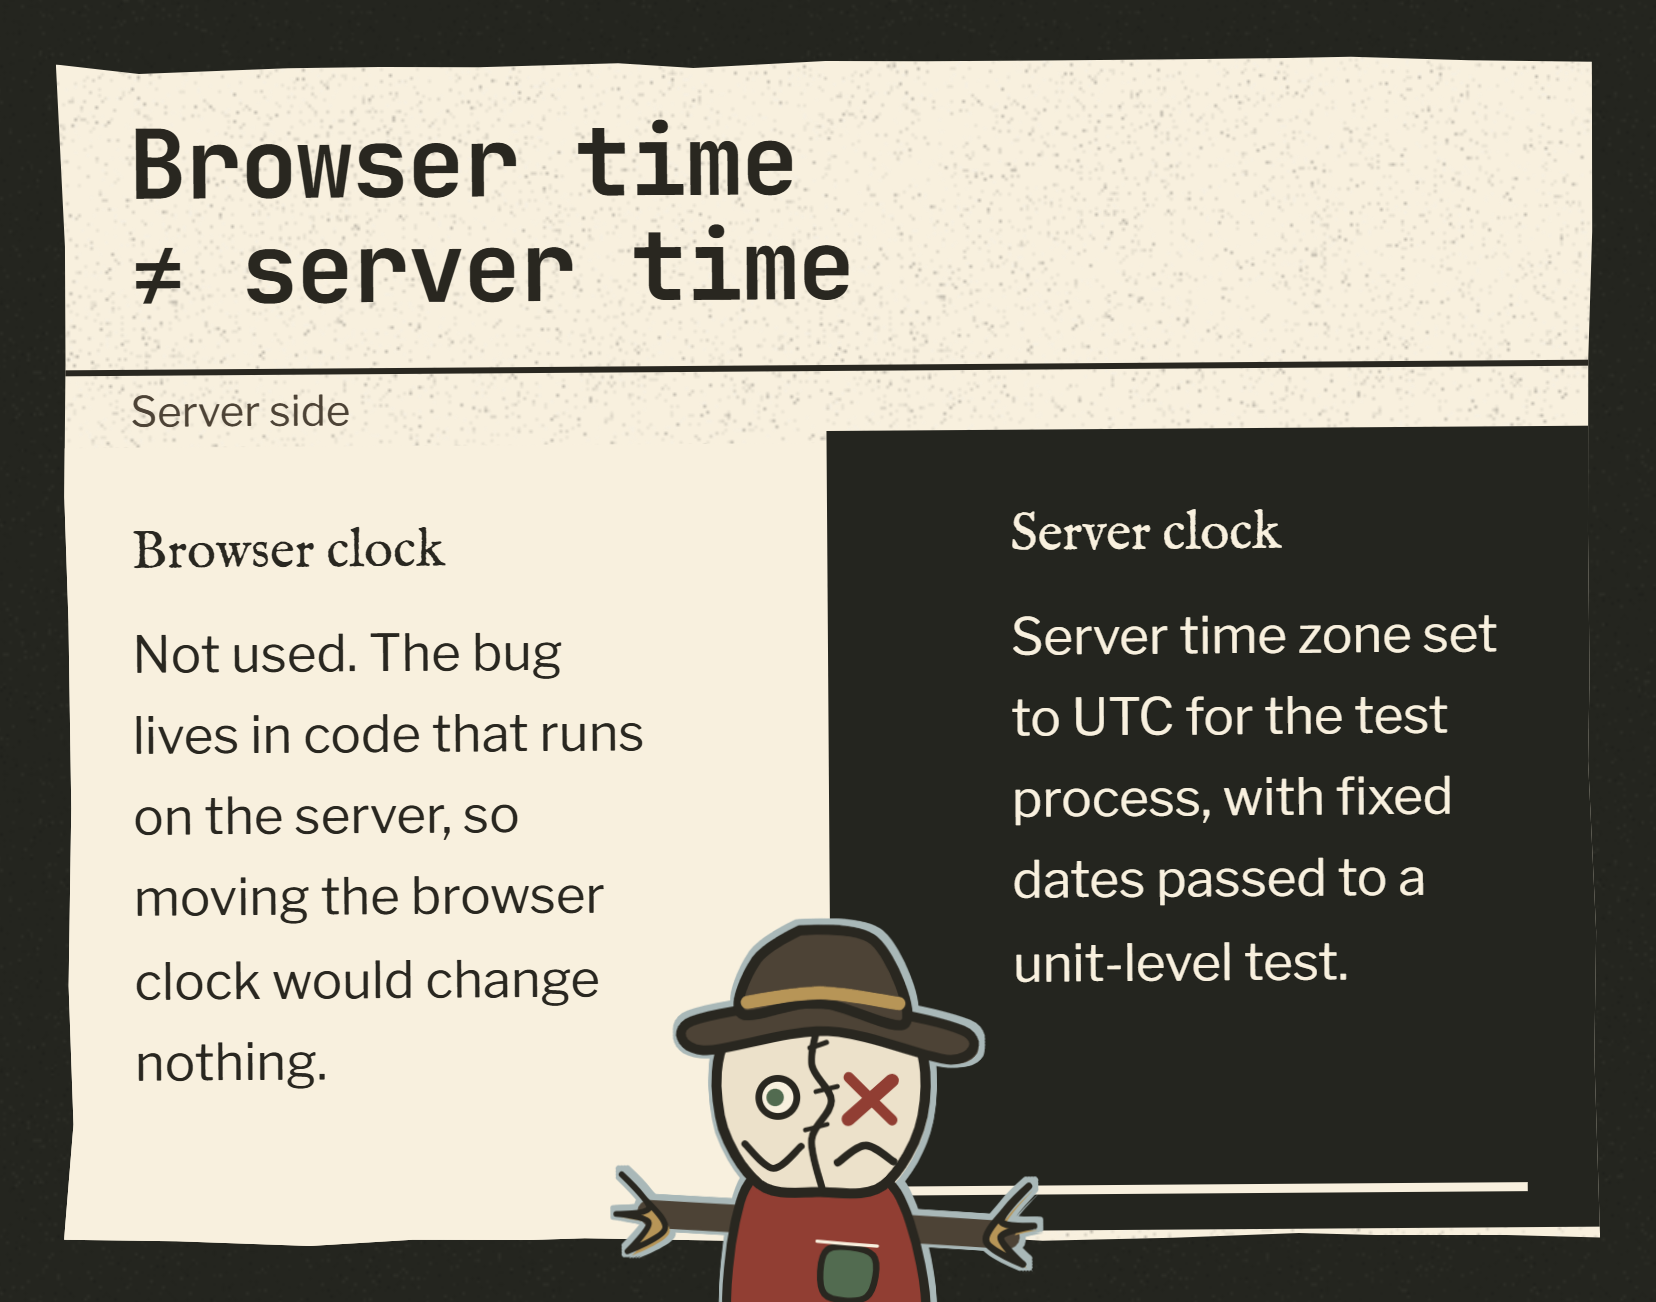 Browser time
≠ server time
Server side
Browser clock
Not used. The bug
lives in code that runs
on the server, so
moving the browser
clock would change
nothing.
Server clock
Server time zone set
to UTC for the test
process, with fixed
dates passed to a
unit-level test.